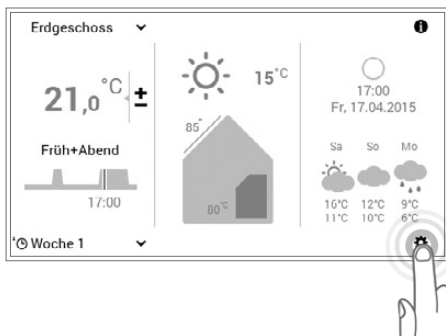 Erdgeschoss
21,0 °C ±
Früh+Abend
17:00
Woche 1
15°C
85°
80°C
17:00
Fr, 17.04.2015
Sa So Mo
16°C 12°C 9°C
11°C 10°C 6°C